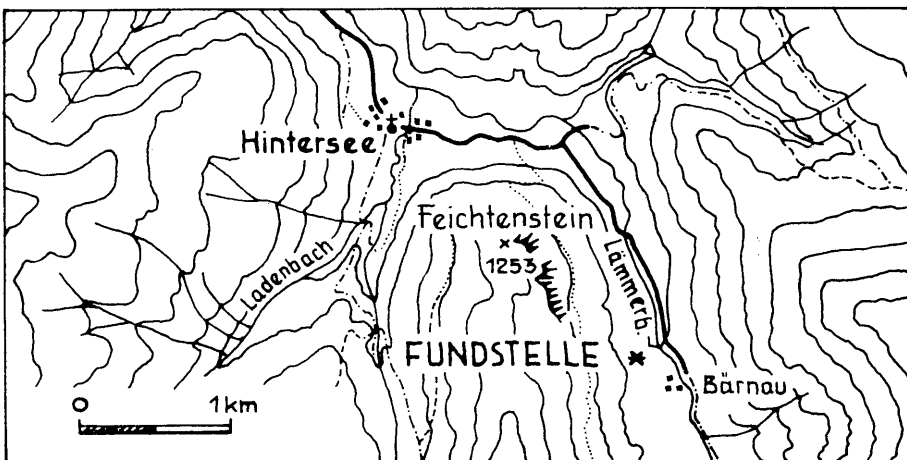 Hintersee
Feichtenstein
1253
Ladenbach
Lämmerb.
FUNDSTELLE
Bärnau
0 1km